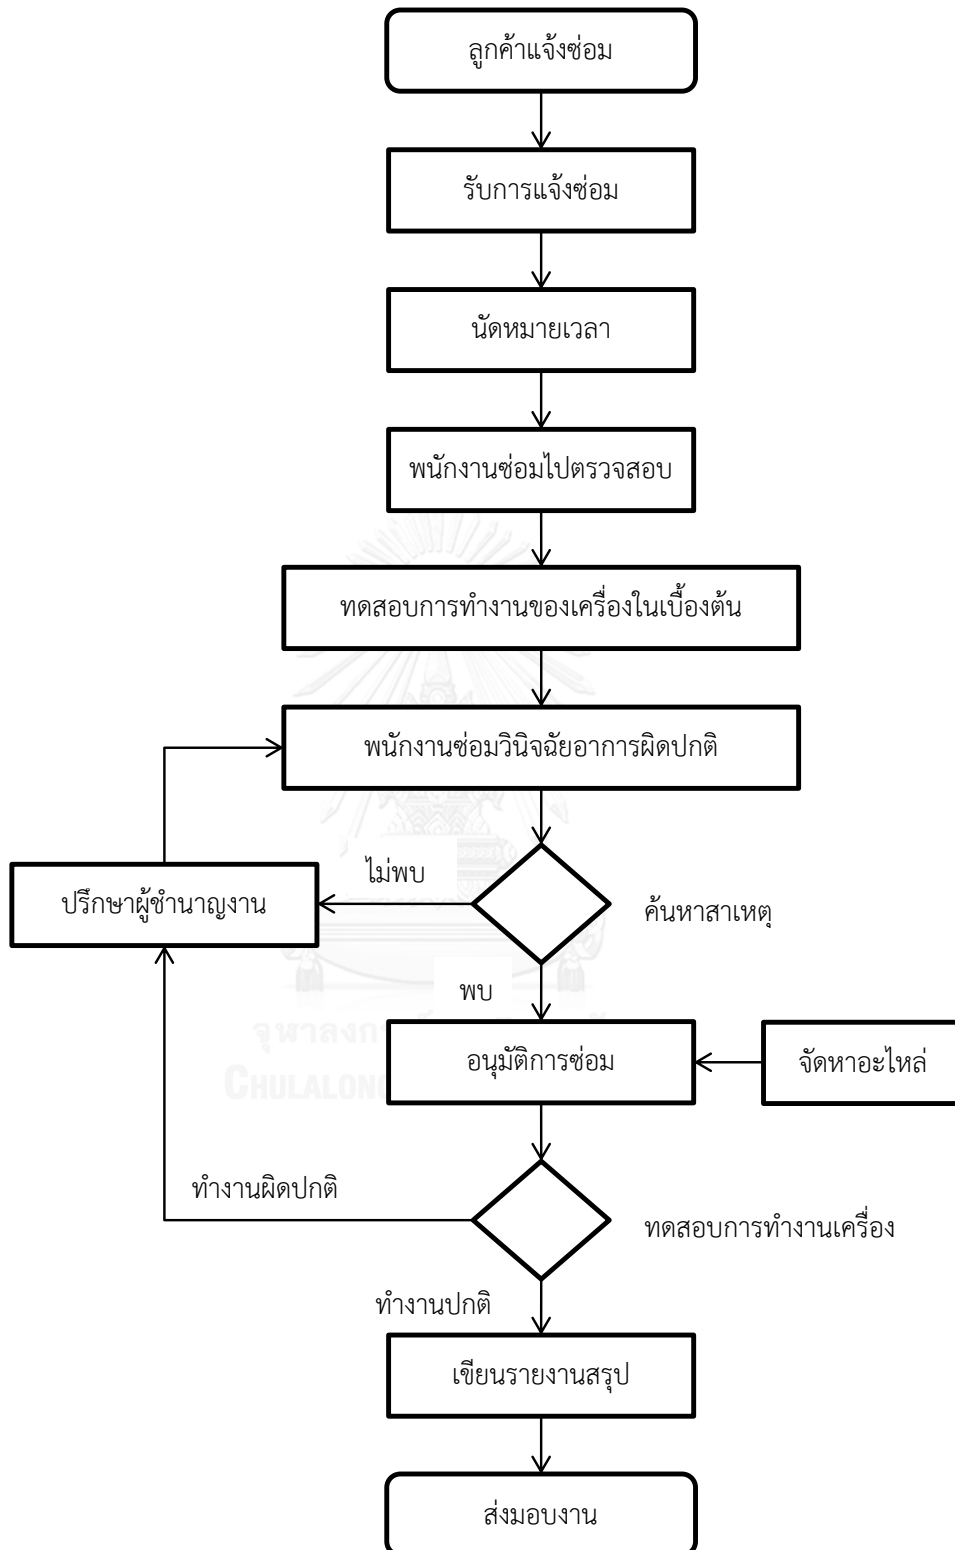 ลูกค้าแจ้งซ่อม
รับการแจ้งซ่อม
นัดหมายเวลา
พนักงานซ่อมไปตรวจสอบ
ทดสอบการทำงานของเครื่องในเบื้องต้น
พนักงานซ่อมวินิจฉัยอาการผิดปกติ
ไม่พบ
ปรึกษาผู้ชำนาญงาน
ค้นหาสาเหตุ
พบ
จุฬาลงก
อนุมัติการซ่อม
จัดหาอะไหล่
CHULALONG
ทำงานผิดปกติ
ทดสอบการทำงานเครื่อง
ทำงานปกติ
เขียนรายงานสรุป
ส่งมอบงาน